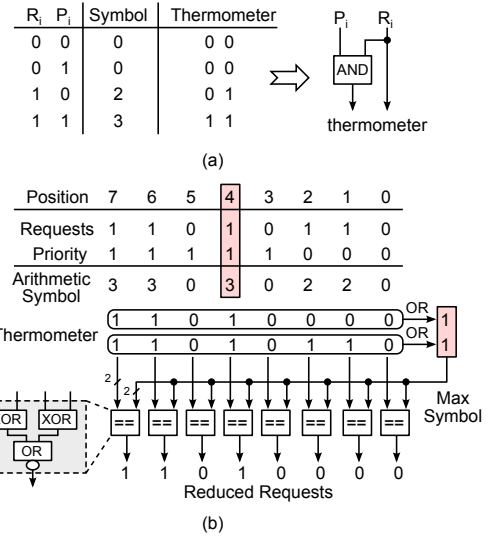 Ri Pi Symbol Thermometer
0 0 0 0 0
0 1 0 0 0
1 0 2 0 1
1 1 3 1 1
Pi Ri
AND
thermometer
(a)
Position 7 6 5 4 3 2 1 0
Requests 1 1 0 1 0 1 1 0
Priority 1 1 1 1 1 0 0 0
Arithmetic
Symbol
3 3 0 3 0 2 2 0
Thermometer
1 1 0 1 0 0 0 0 OR 1
1 1 0 1 0 1 1 0 OR 1
2 2
Max
Symbol
XOR XOR
OR
== == == == == == == ==
1 1 0 1 0 0 0 0
Reduced Requests
(b)